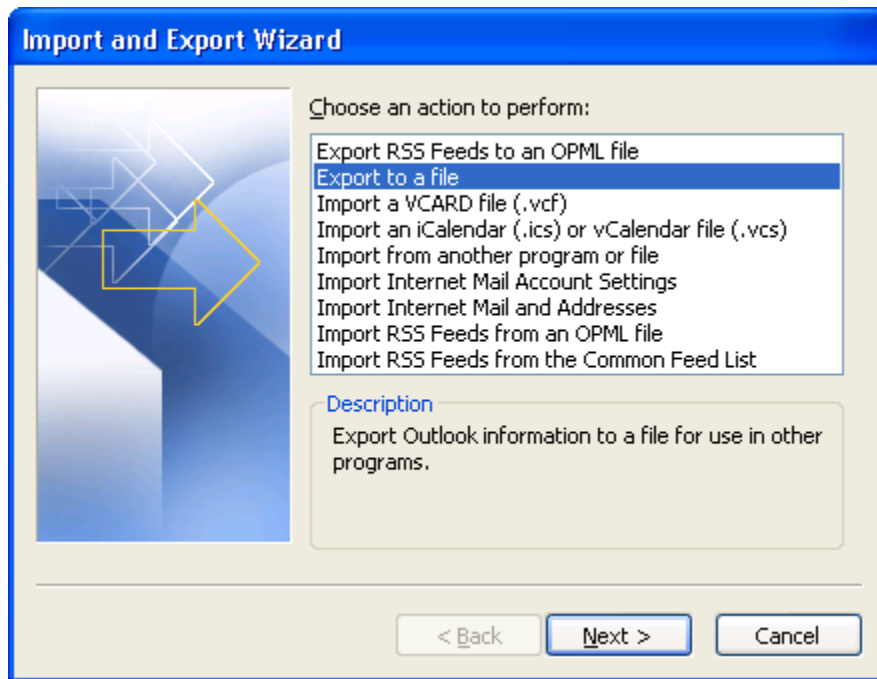 Import and Export Wizard
Choose an action to perform:
Export RSS Feeds to an OPML file
Export to a file
Import a VCARD file (.vcf)
Import an iCalendar (.ics) or vCalendar file (.vcs)
Import from another program or file
Import Internet Mail Account Settings
Import Internet Mail and Addresses
Import RSS Feeds from an OPML file
Import RSS Feeds from the Common Feed List
Description
Export Outlook information to a file for use in other
programs.
< Back
Next >
Cancel